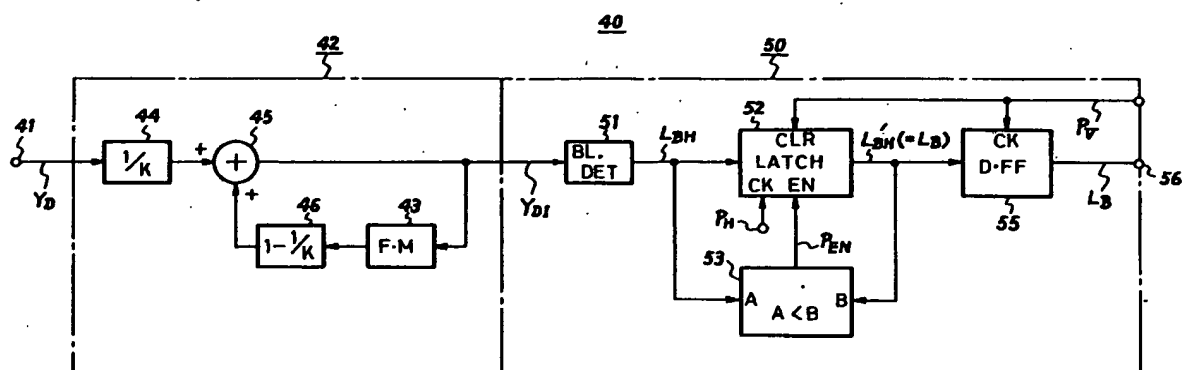 40
42
50
41
44
1/K
+
45
+
+
46
1-1/K
43
F·M
Y_D
Y_DI
51
BL.
DET
L_BH
52
CLR
LATCH
CK EN
P_H
P_EN
53
A B
A<B
L_BH'(=L_B)
CK
D·FF
55
P_V
L_B
56